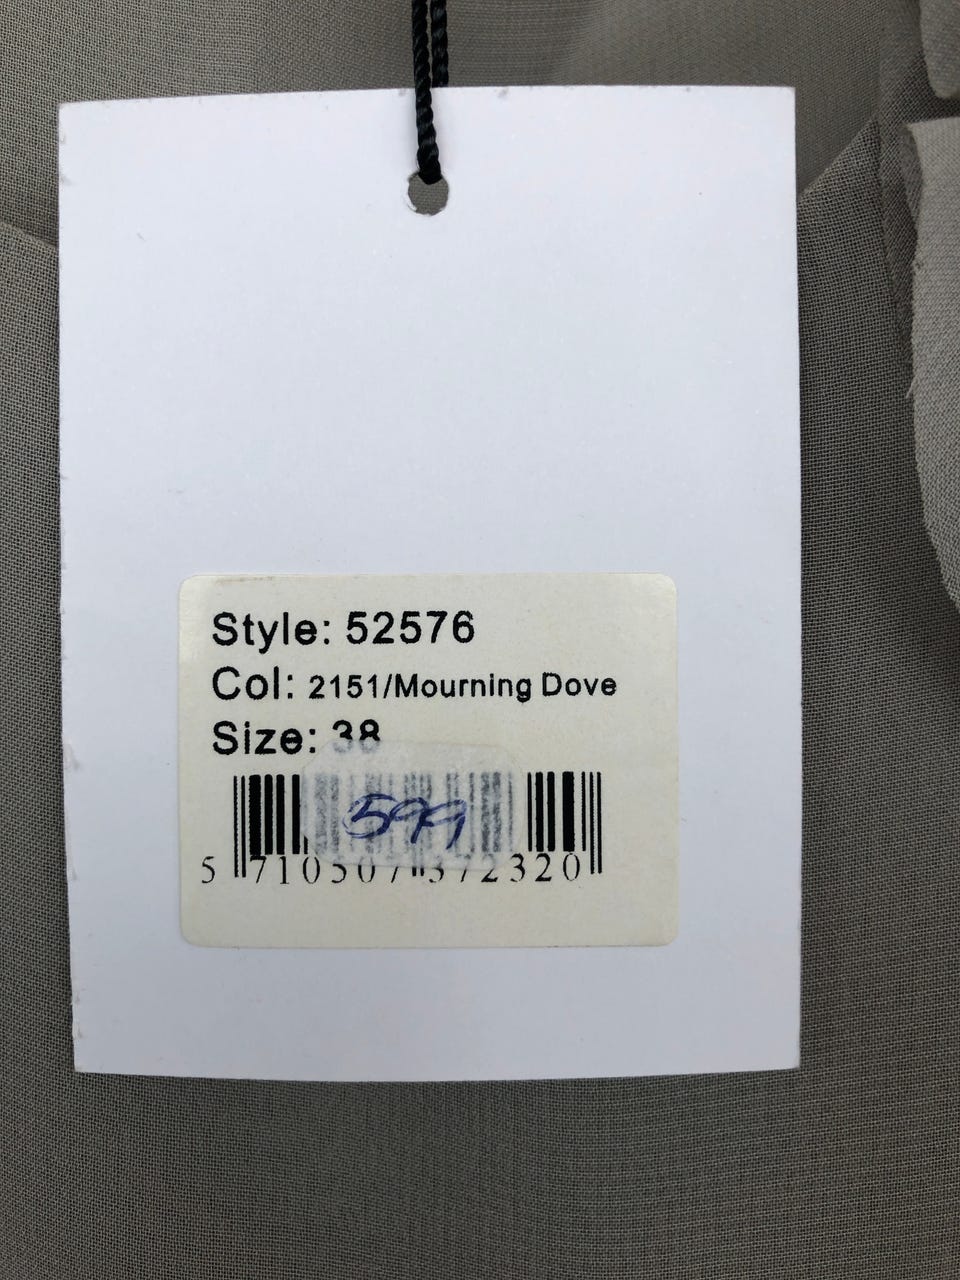 Style: 52576
Col: 2151/Mourning Dove
Size: 38
599
5 710507 372320